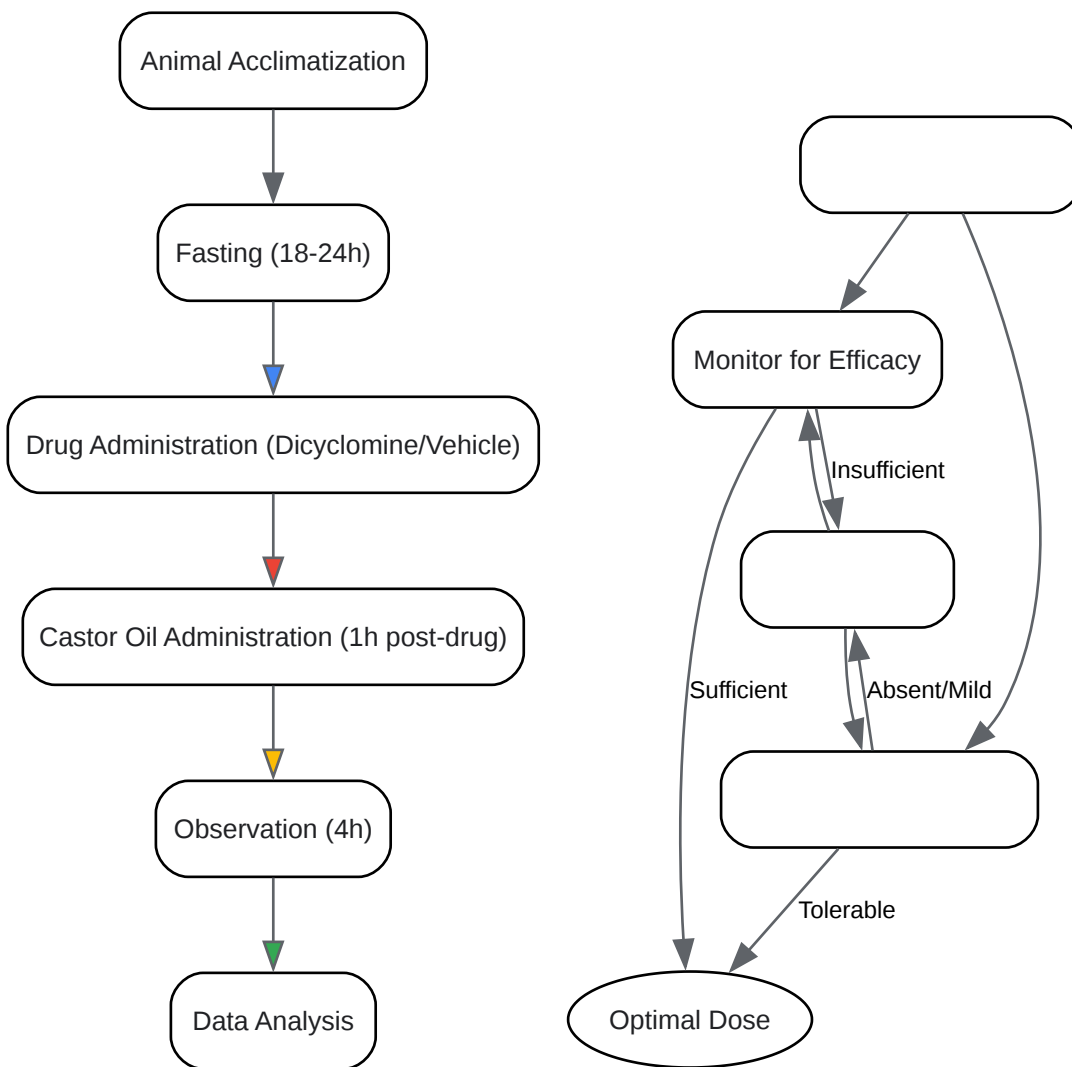 Animal Acclimatization
Fasting (18-24h)
Drug Administration (Dicyclomine/Vehicle)
Castor Oil Administration (1h post-drug)
Observation (4h)
Data Analysis
Monitor for Efficacy
Insufficient
Sufficient
Absent/Mild
Tolerable
Optimal Dose